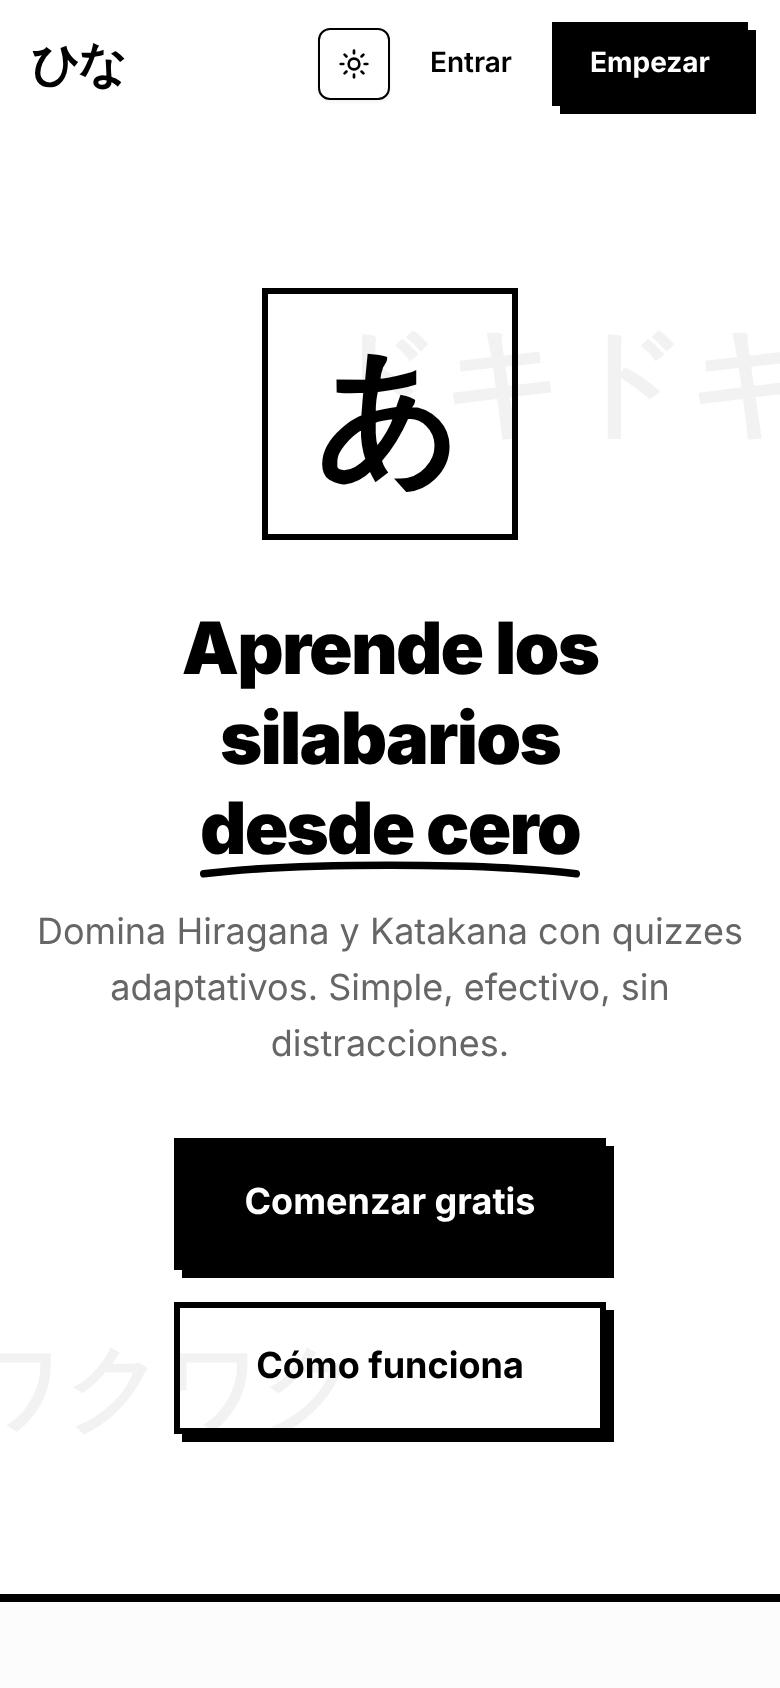 ひな
Entrar
Empezar
ドキドキ
あ
Aprende los
silabarios
desde cero
Domina Hiragana y Katakana con quizzes
adaptativos. Simple, efectivo, sin
distracciones.
Comenzar gratis
ワクワク
Cómo funciona